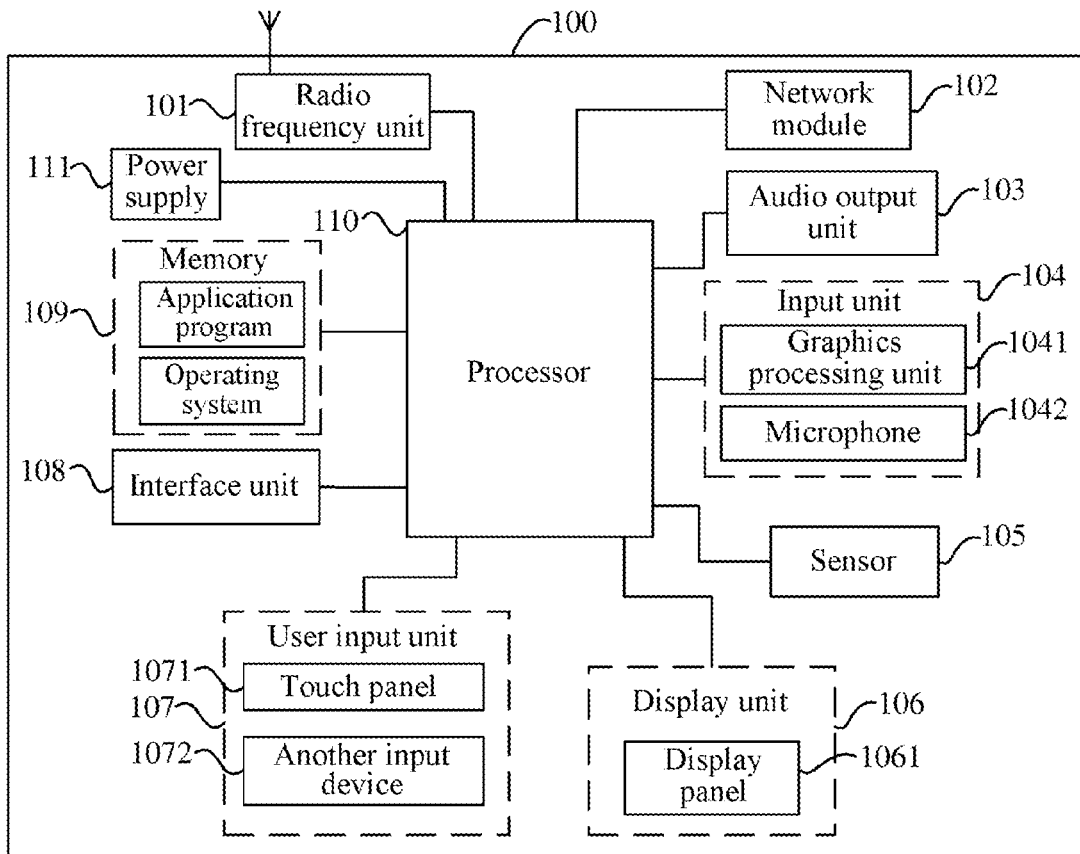 100
101
Radio
frequency unit
Network
module
102
111
Power
supply
110
Audio output
unit
103
Memory
Application
program
Operating
system
109
Processor
Input unit
104
Graphics
processing unit
1041
Microphone
1042
108
Interface unit
Sensor
105
User input unit
1071
Touch panel
107
1072
Another input
device
Display unit
106
Display
panel
1061